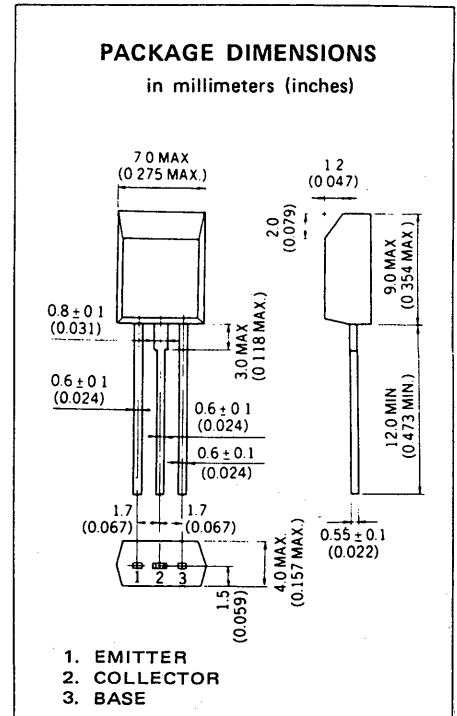 PACKAGE DIMENSIONS
in millimeters (inches)
7 0 MAX
(0 275 MAX.)
1 2
(0 047)
2.0
(0.079)
9.0 MAX
(0 354 MAX)
0.8 ± 0 1
(0.031)
3.0 MAX
(0 118 MAX.)
0.6 ± 0 1
(0.024)
0.6 ± 0 1
(0.024)
0.6 ± 0.1
(0.024)
12.0 MIN
(0 473 MIN.)
1.7
(0.067)
1.7
(0.067)
0.55 ± 0.1
(0.022)
4.0 MAX.
(0.157 MAX.)
1.5
(0.059)
1 2 3
1. EMITTER
2. COLLECTOR
3. BASE